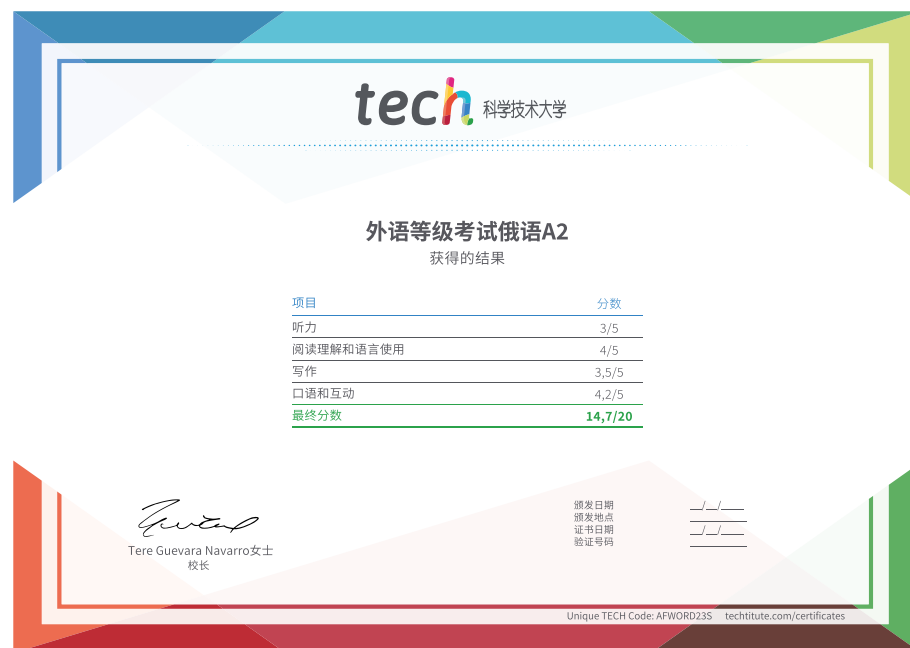 tech 科学技术大学
外语等级考试俄语A2
获得的结果
项目 分数
听力 3/5
阅读理解和语言使用 4/5
写作 3,5/5
口语和互动 4,2/5
最终分数 14,7/20
颁发日期 __/__/____
颁发地点 __________
证书日期 __/__/____
验证号码 __________
Tere Guevara Navarro女士
校长
Unique TECH Code: AFWORD23S techtitute.com/certificates